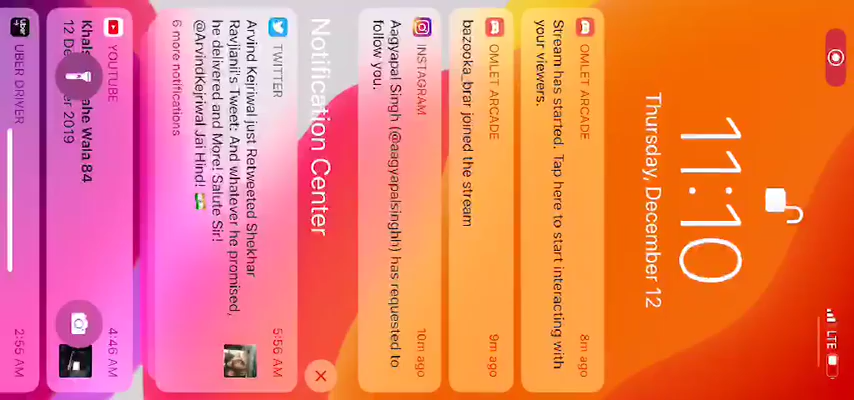 LTE
11:10
Thursday, December 12
OMLET ARCADE 8m ago
Stream has started. Tap here to start interacting with
your viewers.
OMLET ARCADE 9m ago
bazooka_brar joined the stream
INSTAGRAM 10m ago
Aagyapal Singh (@aagyapalsinghh) has requested to
follow you.
Notification Center
TWITTER 5:56 AM
Arvind Kejriwal just Retweeted Shekhar
Ravjiani's Tweet: And whatever he promised,
he delivered and More! Salute Sir!
@ArvindKejriwal Jai Hind! 🇮🇳
6 more notifications
YOUTUBE 4:46 AM
ahe Wala 84
12 2019
UBER DRIVER 2:55 AM